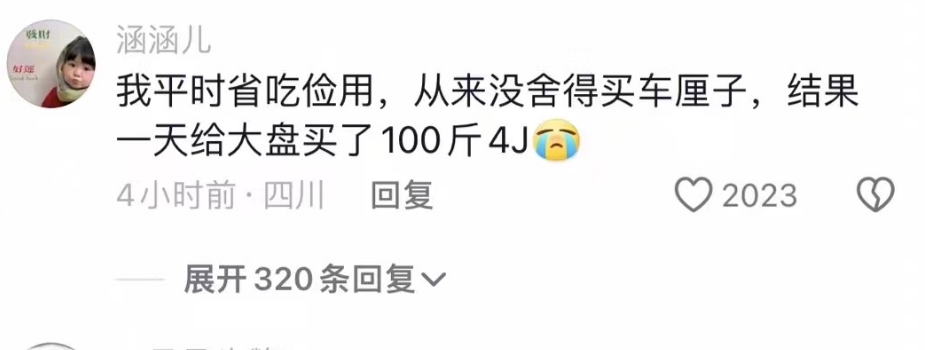 涵涵儿
我平时省吃俭用，从来没舍得买车厘子，结果
一天给大盘买了100斤4J😭
4小时前·四川 回复 2023
展开320条回复